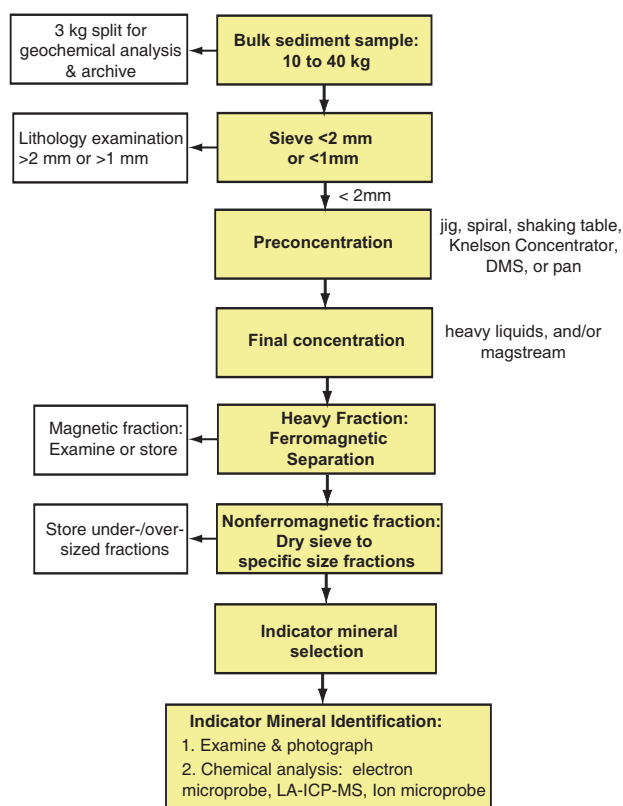 3 kg split for
geochemical analysis
& archive
Bulk sediment sample:
10 to 40 kg
Lithology examination
>2 mm or >1 mm
Sieve <2 mm
or <1mm
< 2mm
Preconcentration
jig, spiral, shaking table,
Knelson Concentrator,
DMS, or pan
Final concentration
heavy liquids, and/or
magstream
Magnetic fraction:
Examine or store
Heavy Fraction:
Ferromagnetic
Separation
Store under-/over-
sized fractions
Nonferromagnetic fraction:
Dry sieve to
specific size fractions
Indicator mineral
selection
Indicator Mineral Identification:
1. Examine & photograph
2. Chemical analysis: electron
microprobe, LA-ICP-MS, Ion microprobe